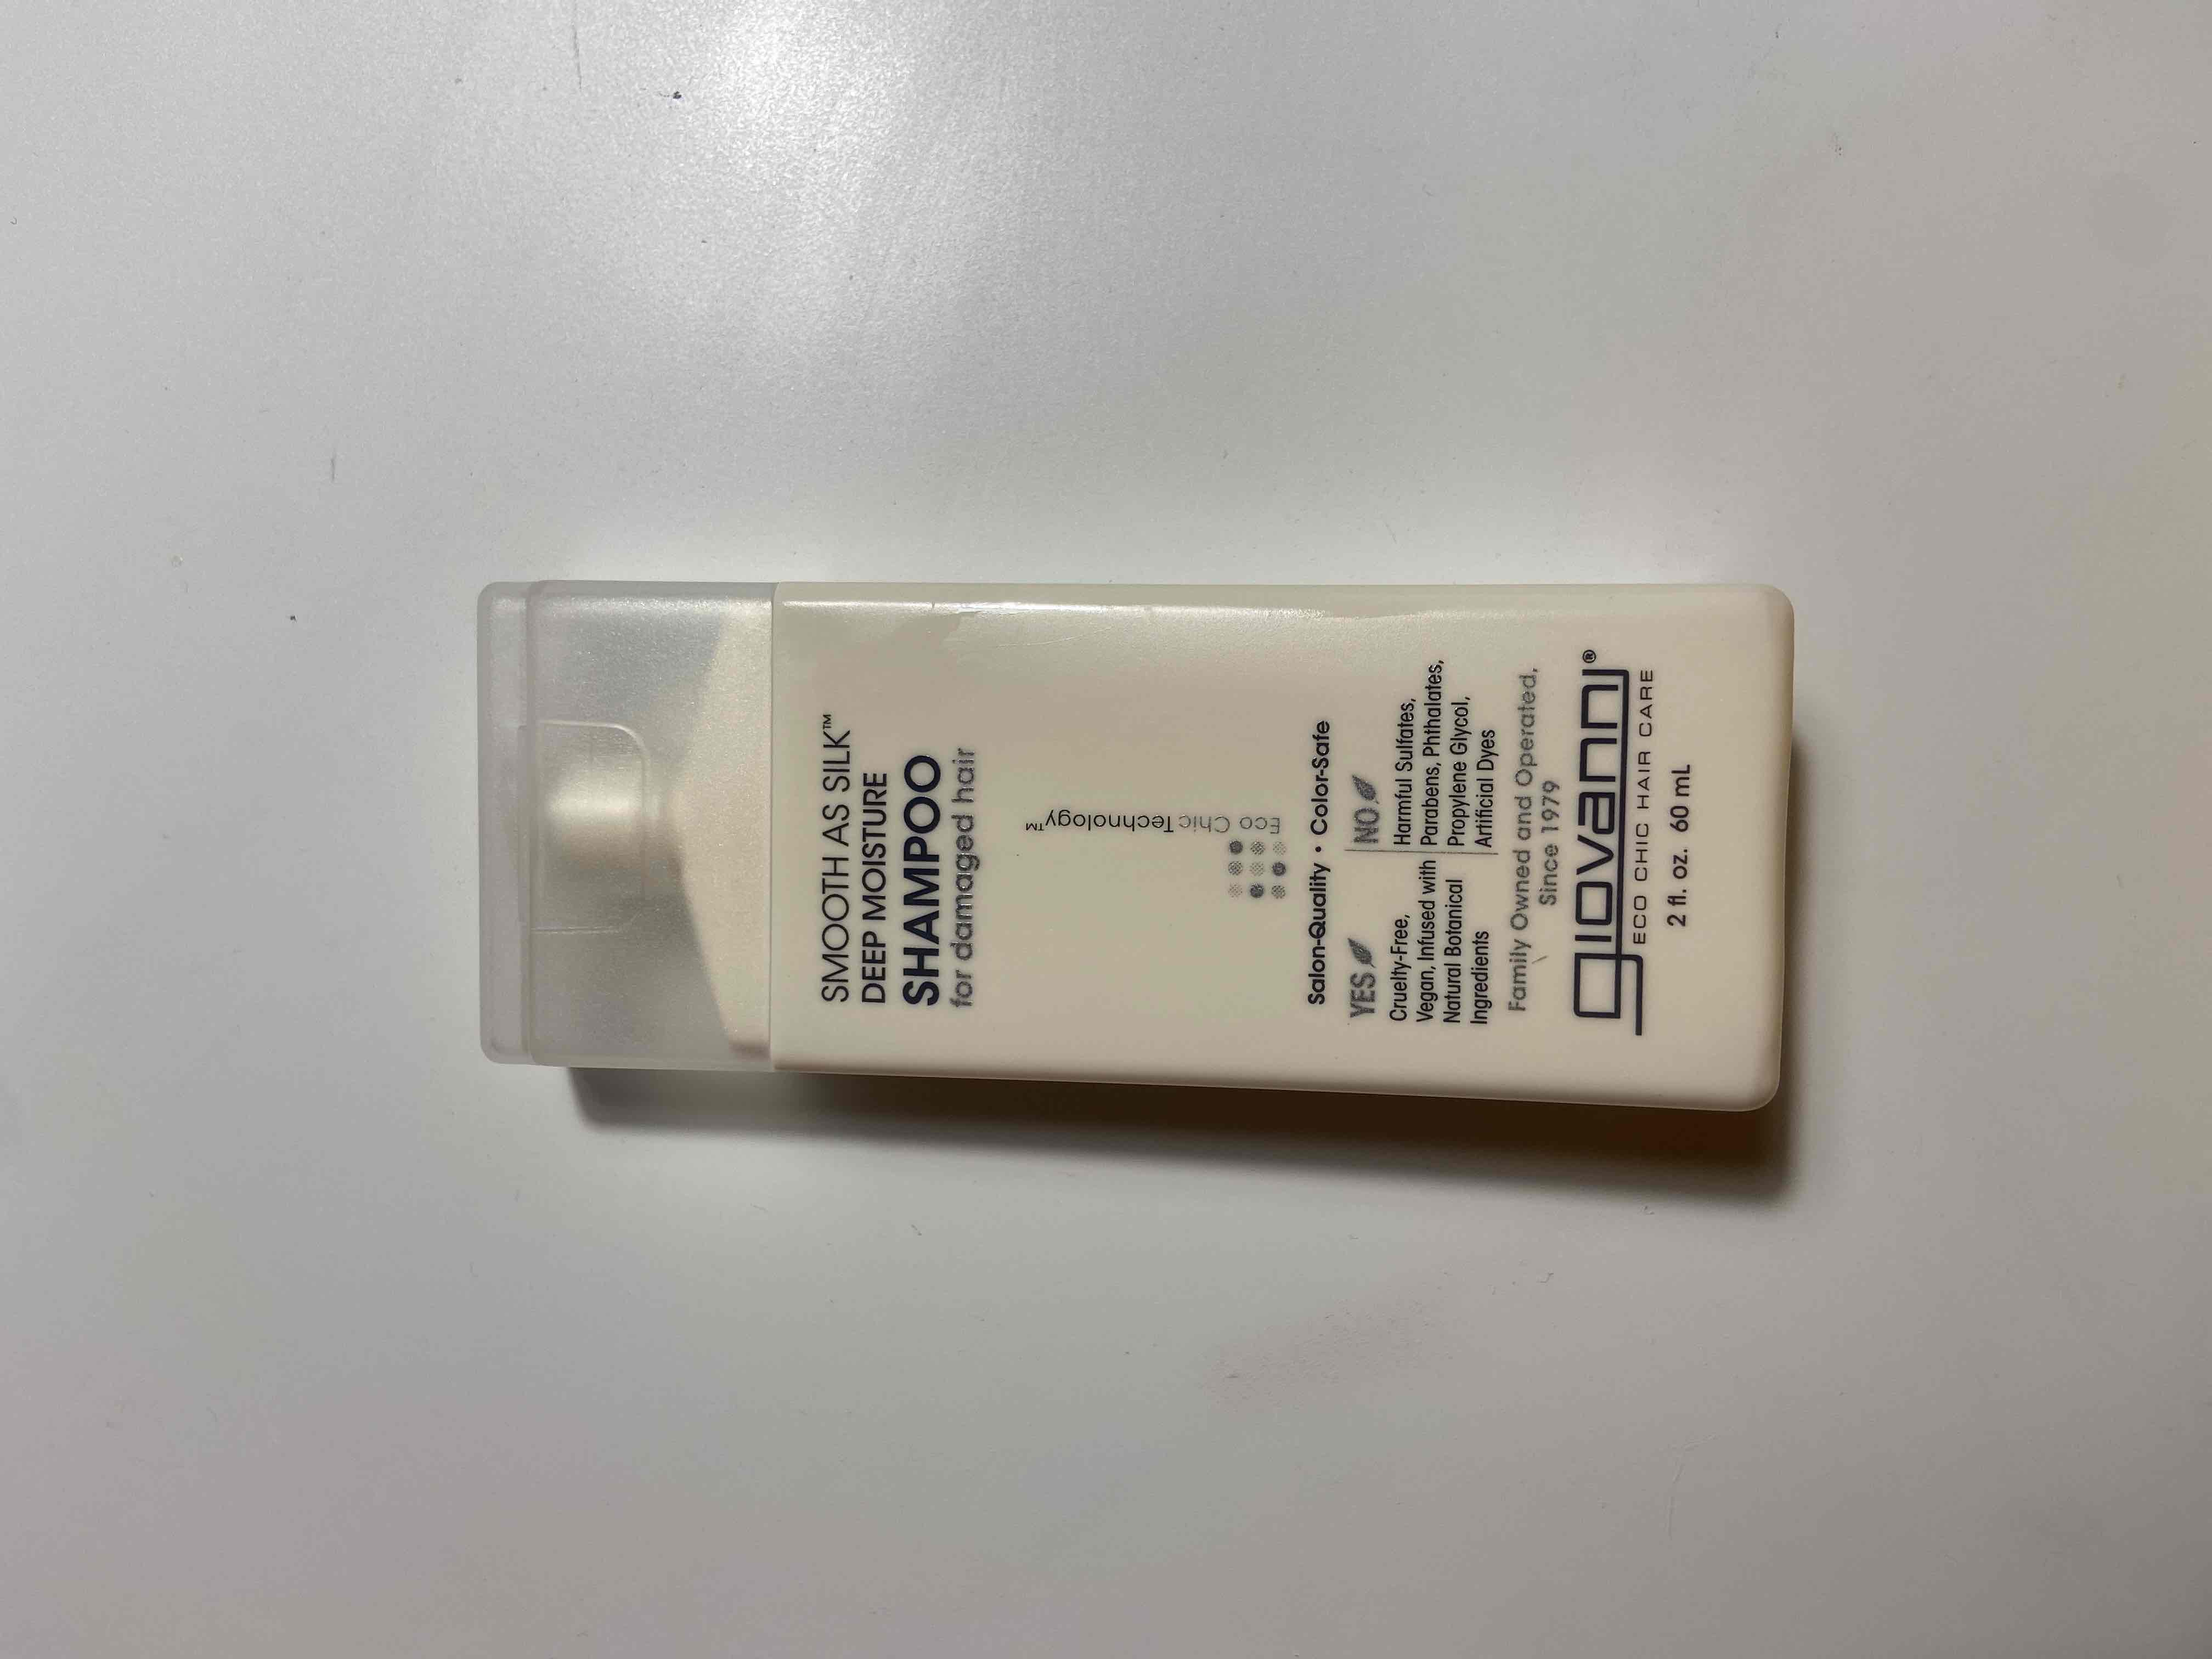 SMOOTH AS SILK™
DEEP MOISTURE
SHAMPOO
for damaged hair
Eco Chic Technology™
Salon-Quality • Color-Safe
YES
Cruelty-Free,
Vegan, Infused with
Natural Botanical
Ingredients
NO
Harmful Sulfates,
Parabens, Phthalates,
Propylene Glycol,
Artificial Dyes
Family Owned and Operated,
Since 1979
giovanni®
ECO CHIC HAIR CARE
2 fl. oz. 60 mL